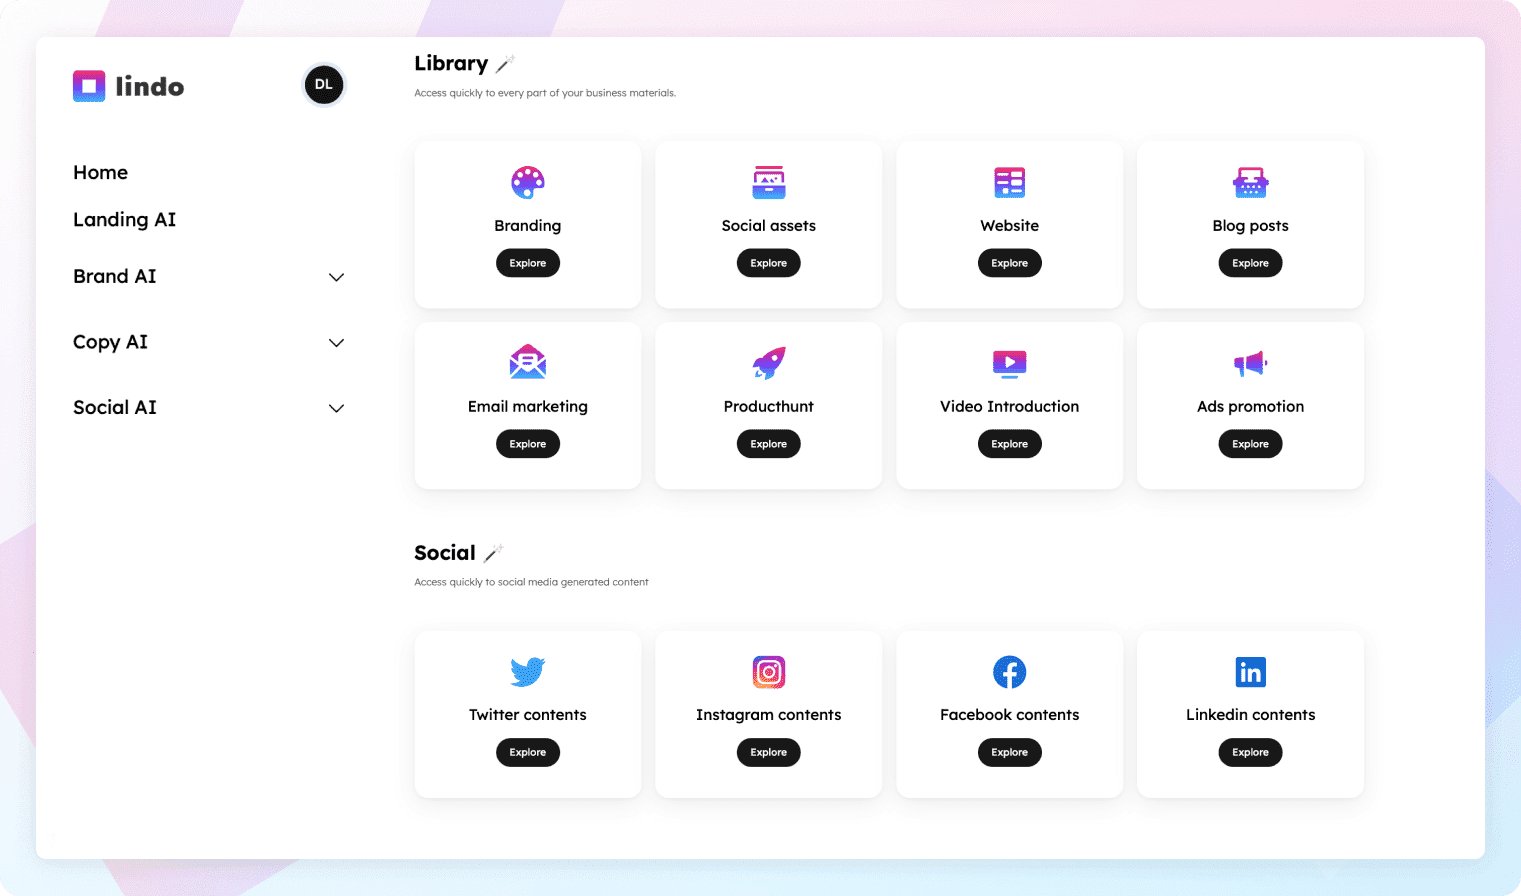 lindo
DL
Home
Landing AI
Brand AI
Copy AI
Social AI
Library
Access quickly to every part of your business materials.
Branding
Explore
Social assets
Explore
Website
Explore
Blog posts
Explore
Email marketing
Explore
Producthunt
Explore
Video Introduction
Explore
Ads promotion
Explore
Social
Access quickly to social media generated content
Twitter contents
Explore
Instagram contents
Explore
Facebook contents
Explore
in
Linkedin contents
Explore